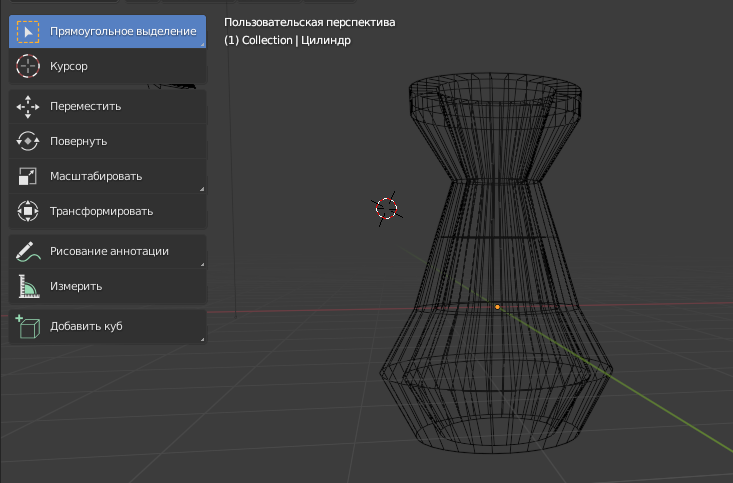 Прямоугольное выделение
Курсор
Переместить
Повернуть
Масштабировать
Трансформировать
Рисование аннотации
Измерить
Добавить куб
Пользовательская перспектива
(1) Collection | Цилиндр